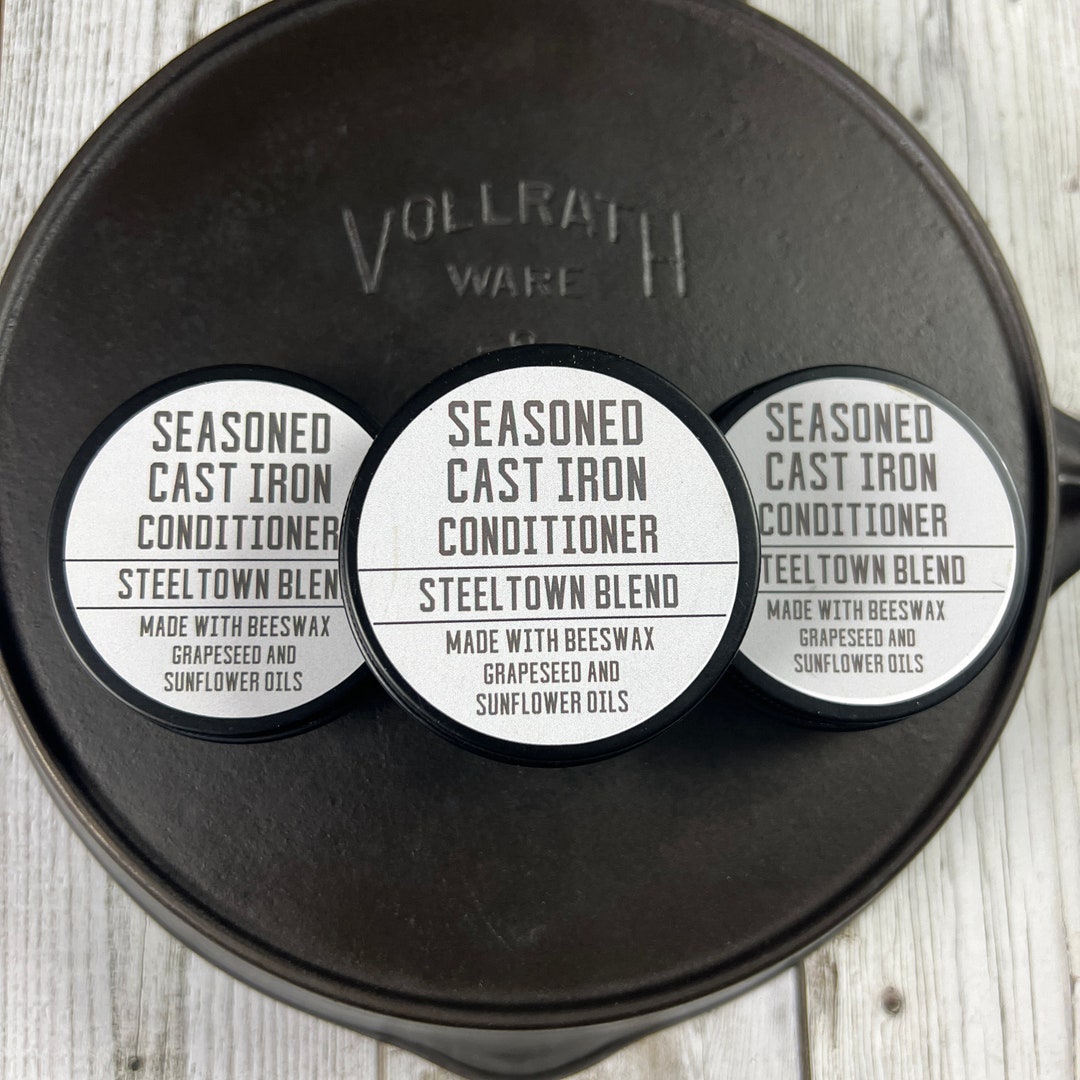 VOLLRATH
WARE
SEASONED
CAST IRON
CONDITIONER
STEELTOWN BLEN
MADE WITH BEESWAX
GRAPESEED AND
SUNFLOWER OILS
SEASONED
CAST IRON
CONDITIONER
STEELTOWN BLEND
MADE WITH BEESWAX
GRAPESEED AND
SUNFLOWER OILS
SEASONED
CAST IRON
CONDITIONER
TEELTOWN BLEND
MADE WITH BEESWAX
GRAPESEED AND
SUNFLOWER OILS